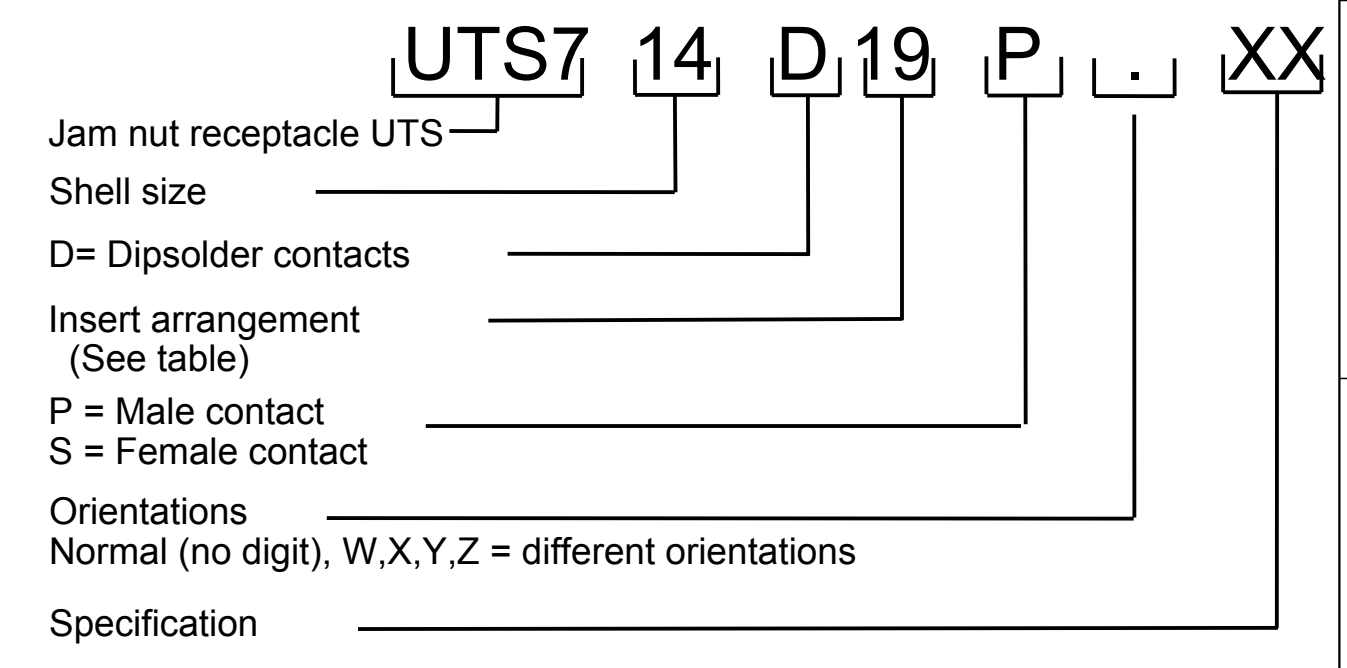 UTS7 14 D 19 P . XX
Jam nut receptacle UTS
Shell size
D= Dipsolder contacts
Insert arrangement
(See table)
P = Male contact
S = Female contact
Orientations
Normal (no digit), W,X,Y,Z = different orientations
Specification